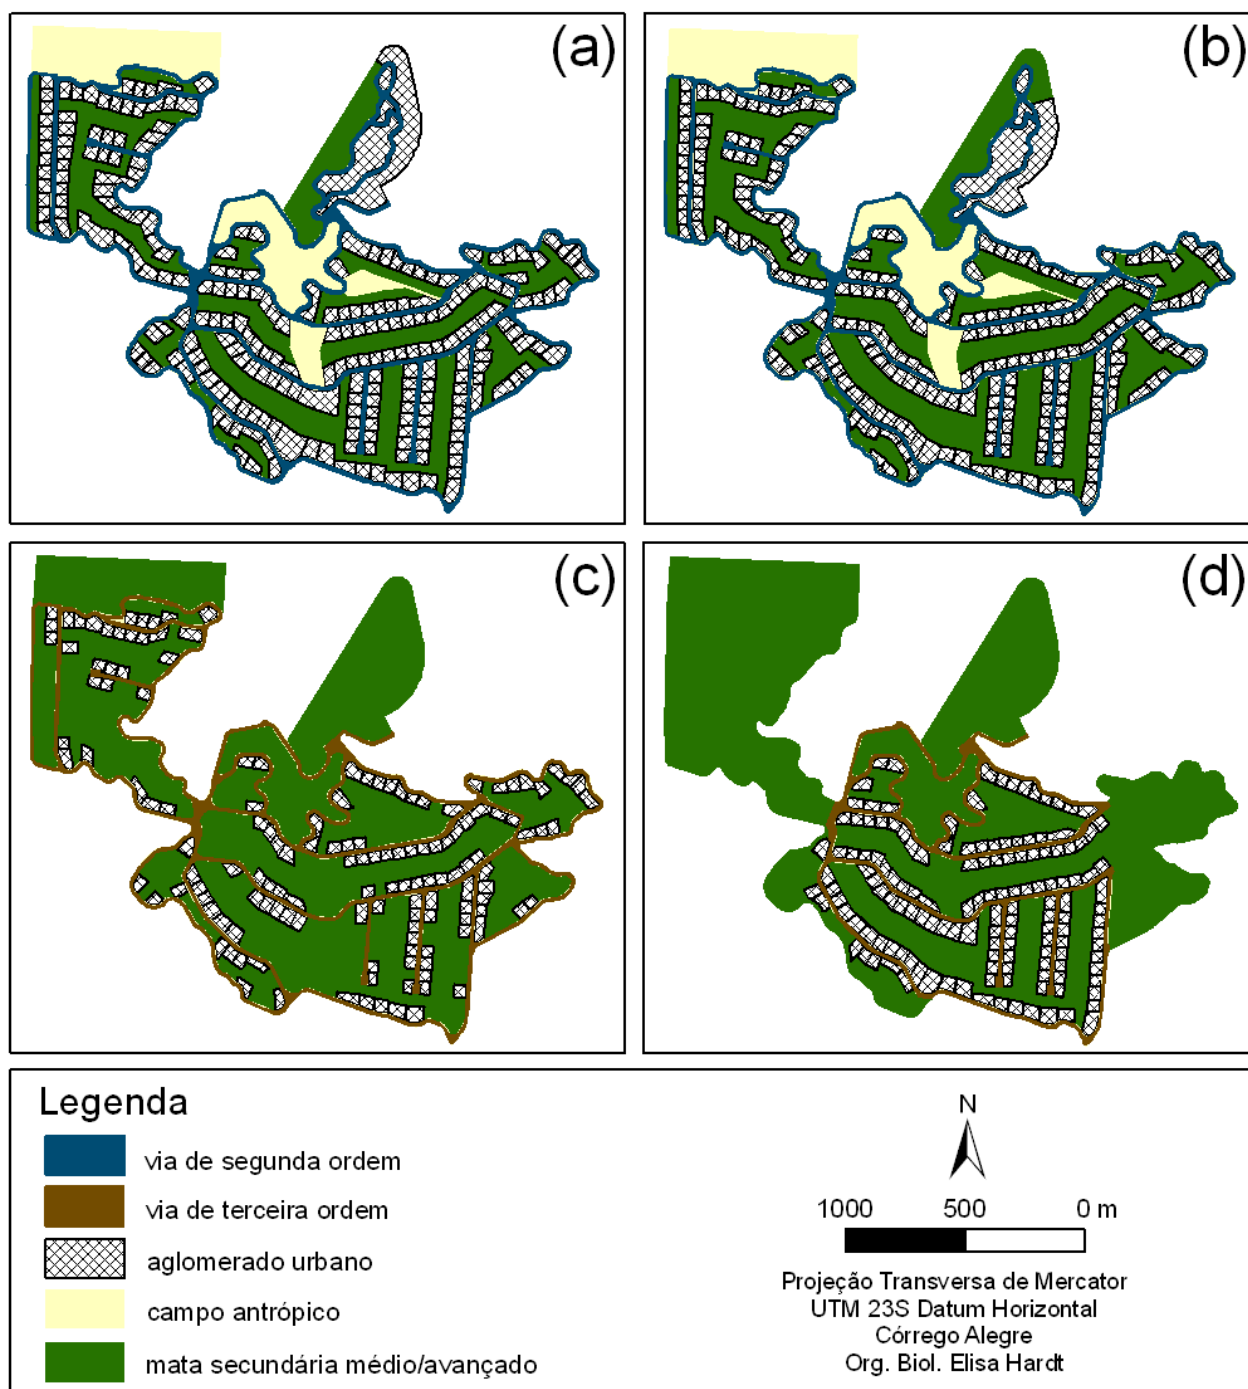 (a)
(b)
(c)
(d)
Legenda
via de segunda ordem
via de terceira ordem
aglomerado urbano
campo antrópico
mata secundária médio/avançado
N
1000 500 0 m
Projeção Transversa de Mercator
UTM 23S Datum Horizontal
Córrego Alegre
Org. Biol. Elisa Hardt